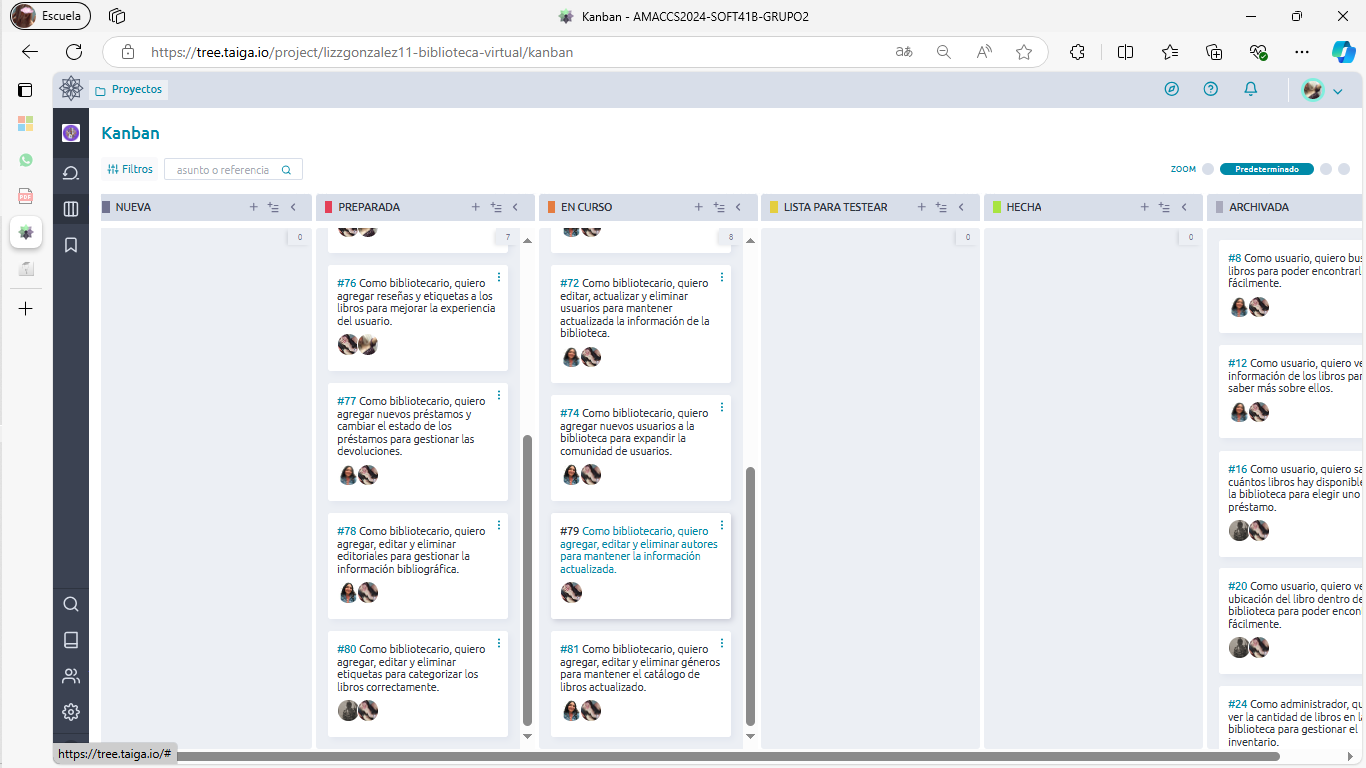 Escuela
Kanban - AMACCS2024-SOFT41B-GRUPO2
https://tree.taiga.io/project/lizzgonzalez11-biblioteca-virtual/kanban
Proyectos
Kanban
Filtros
asunto o referencia
ZOOM
Predeterminado
NUEVA
0
PREPARADA
7
#76 Como bibliotecario, quiero
agregar reseñas y etiquetas a los
libros para mejorar la experiencia
del usuario.
#77 Como bibliotecario, quiero
agregar nuevos préstamos y
cambiar el estado de los
préstamos para gestionar las
devoluciones.
#78 Como bibliotecario, quiero
agregar, editar y eliminar
editoriales para gestionar la
información bibliográfica.
#80 Como bibliotecario, quiero
agregar, editar y eliminar
etiquetas para categorizar los
libros correctamente.
EN CURSO
8
#72 Como bibliotecario, quiero
editar, actualizar y eliminar
usuarios para mantener
actualizada la información de la
biblioteca.
#74 Como bibliotecario, quiero
agregar nuevos usuarios a la
biblioteca para expandir la
comunidad de usuarios.
#79 Como bibliotecario, quiero
agregar, editar y eliminar autores
para mantener la información
actualizada.
#81 Como bibliotecario, quiero
agregar, editar y eliminar géneros
para mantener el catálogo de
libros actualizado.
LISTA PARA TESTEAR
0
HECHA
0
ARCHIVADA
#8 Como usuario, quiero bus
libros para poder encontrarl
fácilmente.
#12 Como usuario, quiero ve
información de los libros par
saber más sobre ellos.
#16 Como usuario, quiero sa
cuántos libros hay disponible
la biblioteca para elegir uno
préstamo.
#20 Como usuario, quiero ve
ubicación del libro dentro de
biblioteca para poder encon
fácilmente.
#24 Como administrador, qu
ver la cantidad de libros en l
biblioteca para gestionar el
inventario.
https://tree.taiga.io/#